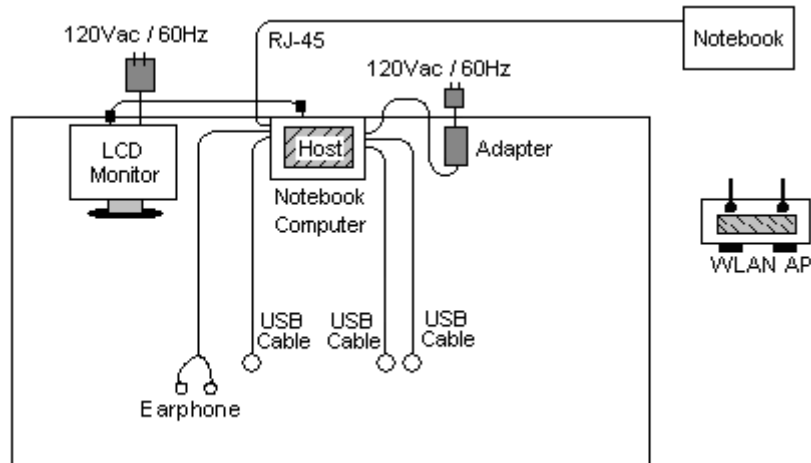 120Vac / 60Hz
RJ-45
Notebook
120Vac / 60Hz
LCD
Monitor
Host
Adapter
Notebook
Computer
WLAN AP
USB
Cable
USB
Cable
USB
Cable
Earphone